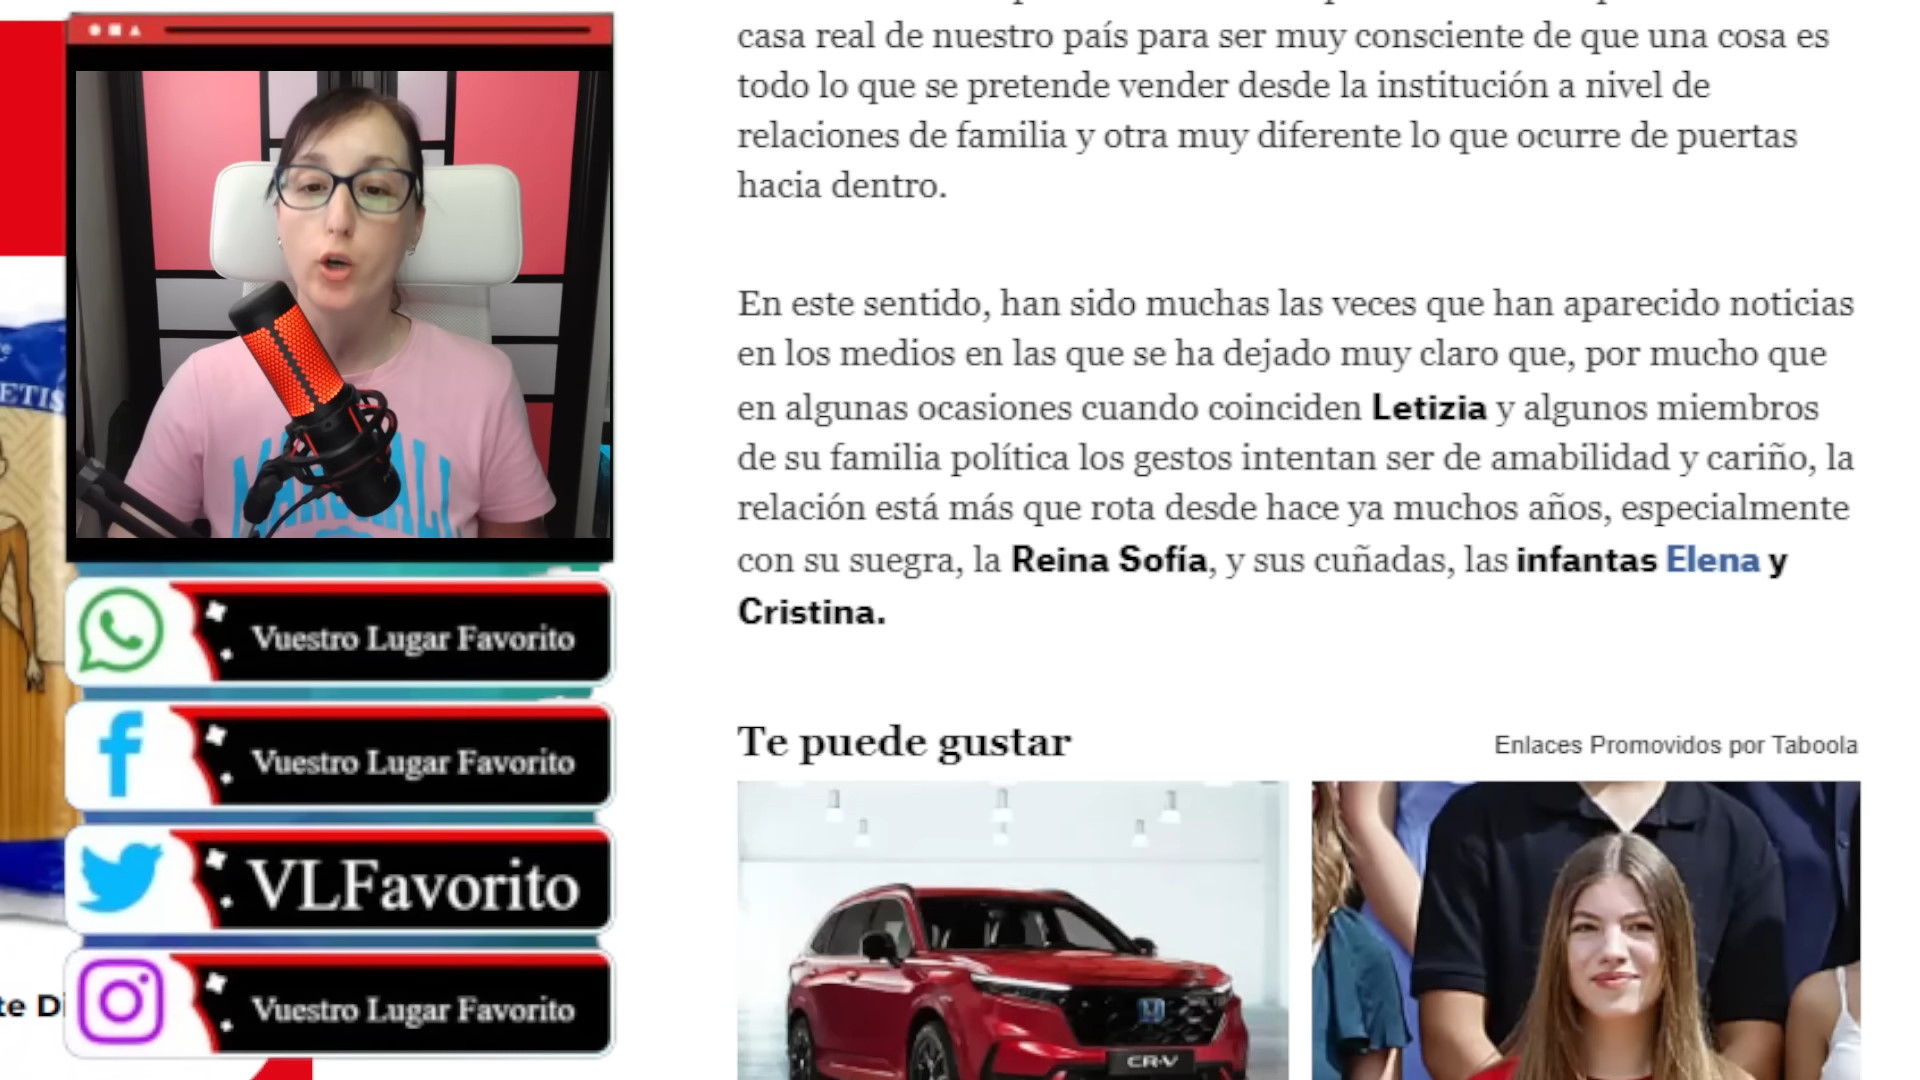 casa real de nuestro país para ser muy consciente de que una cosa es
todo lo que se pretende vender desde la institución a nivel de
relaciones de familia y otra muy diferente lo que ocurre de puertas
hacia dentro.
En este sentido, han sido muchas las veces que han aparecido noticias
en los medios en las que se ha dejado muy claro que, por mucho que
en algunas ocasiones cuando coinciden Letizia y algunos miembros
de su familia política los gestos intentan ser de amabilidad y cariño, la
relación está más que rota desde hace ya muchos años, especialmente
con su suegra, la Reina Sofía, y sus cuñadas, las infantas Elena y
Cristina.
Te puede gustar
Enlaces Promovidos por Taboola
CR-V
Vuestro Lugar Favorito
Vuestro Lugar Favorito
VLFavorito
Vuestro Lugar Favorito